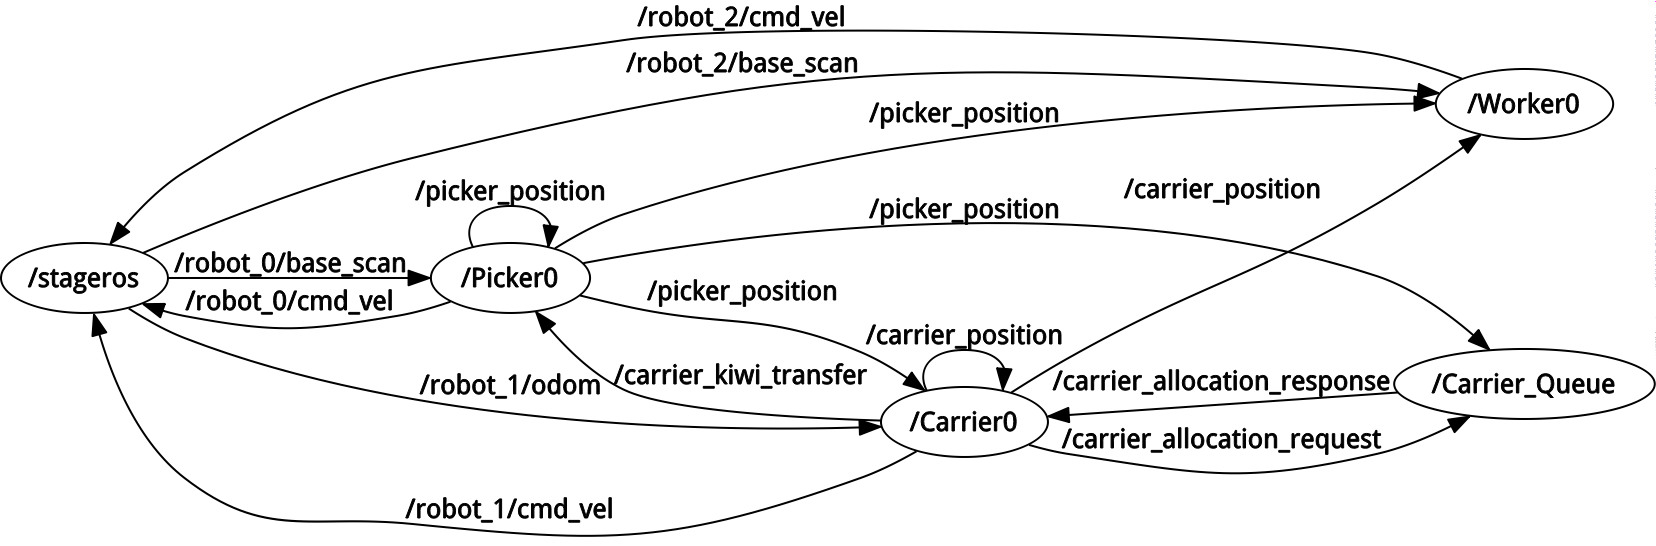 /robot_2/cmd_vel
/robot_2/base_scan
/Worker0
/picker_position
/picker_position
/carrier_position
/picker_position
/robot_0/base_scan
/stageros
/Picker0
/robot_0/cmd_vel
/picker_position
/carrier_position
/carrier_kiwi_transfer
/robot_1/odom
/carrier_allocation_response
/Carrier_Queue
/Carrier0
/carrier_allocation_request
/robot_1/cmd_vel